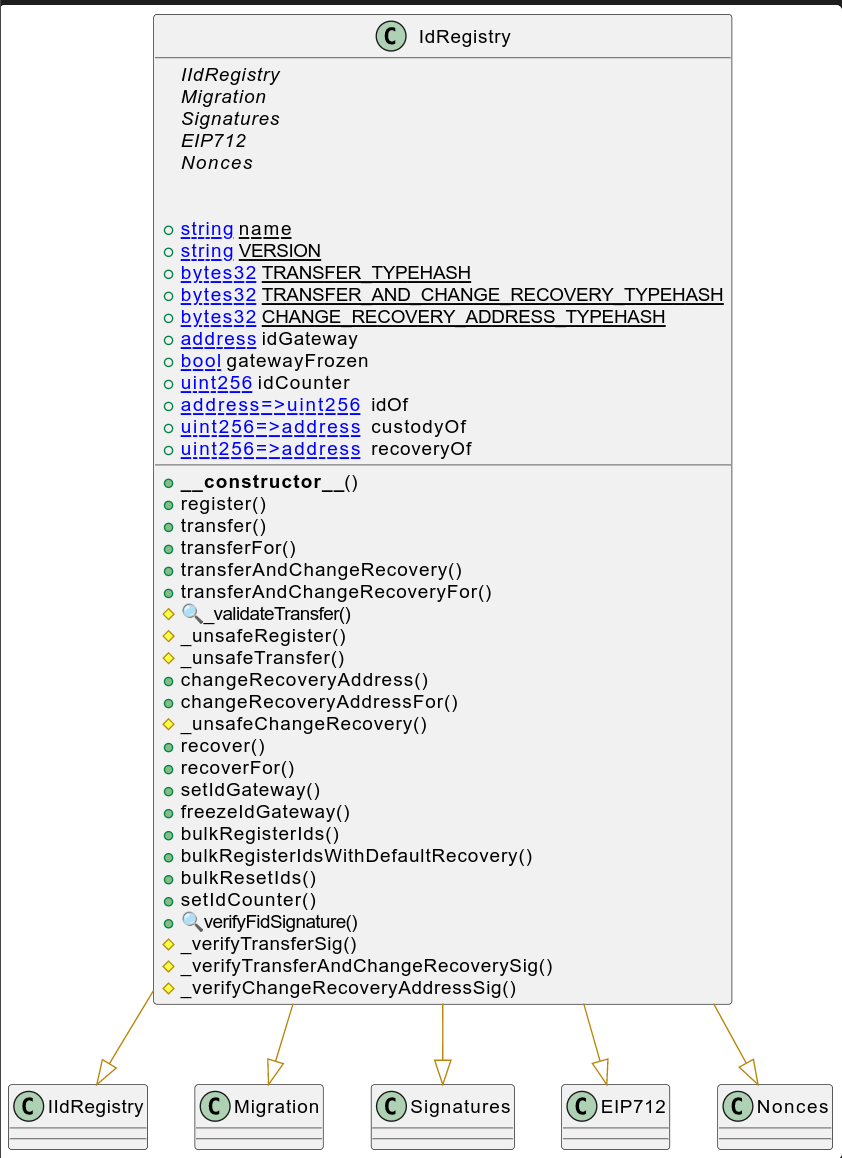 C IdRegistry
IIdRegistry
Migration
Signatures
EIP712
Nonces
string name
string VERSION
bytes32 TRANSFER_TYPEHASH
bytes32 TRANSFER_AND_CHANGE_RECOVERY_TYPEHASH
bytes32 CHANGE_RECOVERY_ADDRESS_TYPEHASH
address idGateway
bool gatewayFrozen
uint256 idCounter
address=>uint256 idOf
uint256=>address custodyOf
uint256=>address recoveryOf
__constructor__()
register()
transfer()
transferFor()
transferAndChangeRecovery()
transferAndChangeRecoveryFor()
🔍_validateTransfer()
_unsafeRegister()
_unsafeTransfer()
changeRecoveryAddress()
changeRecoveryAddressFor()
_unsafeChangeRecovery()
recover()
recoverFor()
setIdGateway()
freezeIdGateway()
bulkRegisterIds()
bulkRegisterIdsWithDefaultRecovery()
bulkResetIds()
setIdCounter()
🔍verifyFidSignature()
_verifyTransferSig()
_verifyTransferAndChangeRecoverySig()
_verifyChangeRecoveryAddressSig()
C IIdRegistry
C Migration
C Signatures
C EIP712
C Nonces